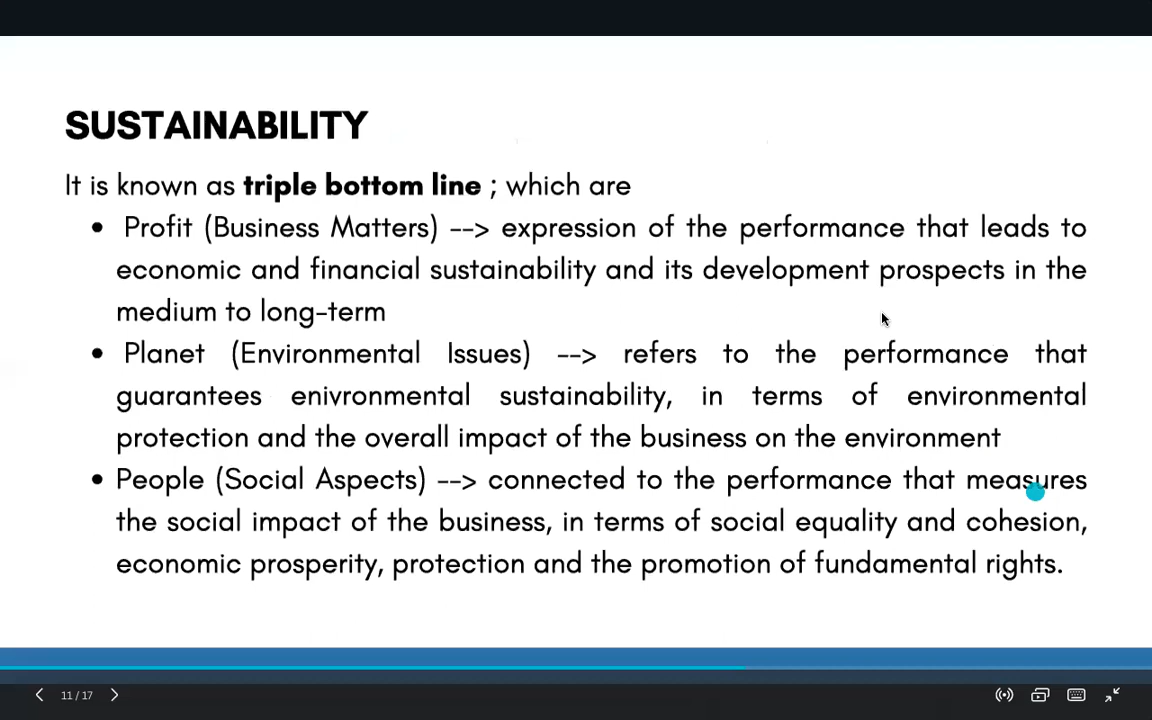 SUSTAINABILITY
It is known as triple bottom line ; which are
• Profit (Business Matters) --> expression of the performance that leads to
economic and financial sustainability and its development prospects in the
medium to long-term
• Planet (Environmental Issues) --> refers to the performance that
guarantees enivronmental sustainability, in terms of environmental
protection and the overall impact of the business on the environment
• People (Social Aspects) --> connected to the performance that measures
the social impact of the business, in terms of social equality and cohesion,
economic prosperity, protection and the promotion of fundamental rights.
11 / 17